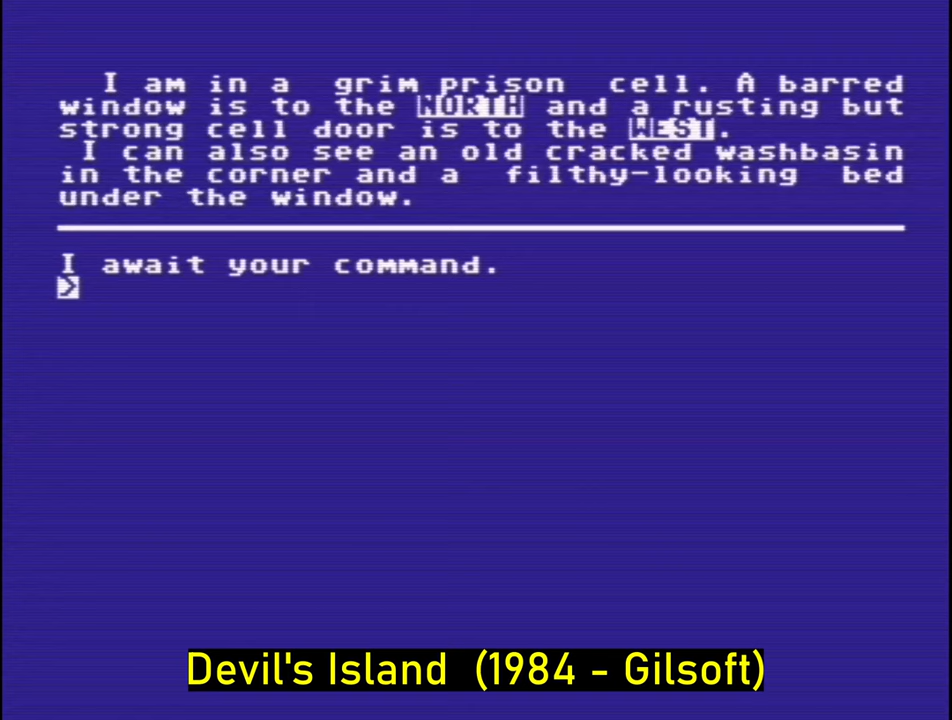 I am in a grim prison cell. A barred
window is to the NORTH and a rusting but
strong cell door is to the WEST.
I can also see an old cracked washbasin
in the corner and a filthy-looking bed
under the window.
I await your command.
>
Devil's Island (1984 - Gilsoft)